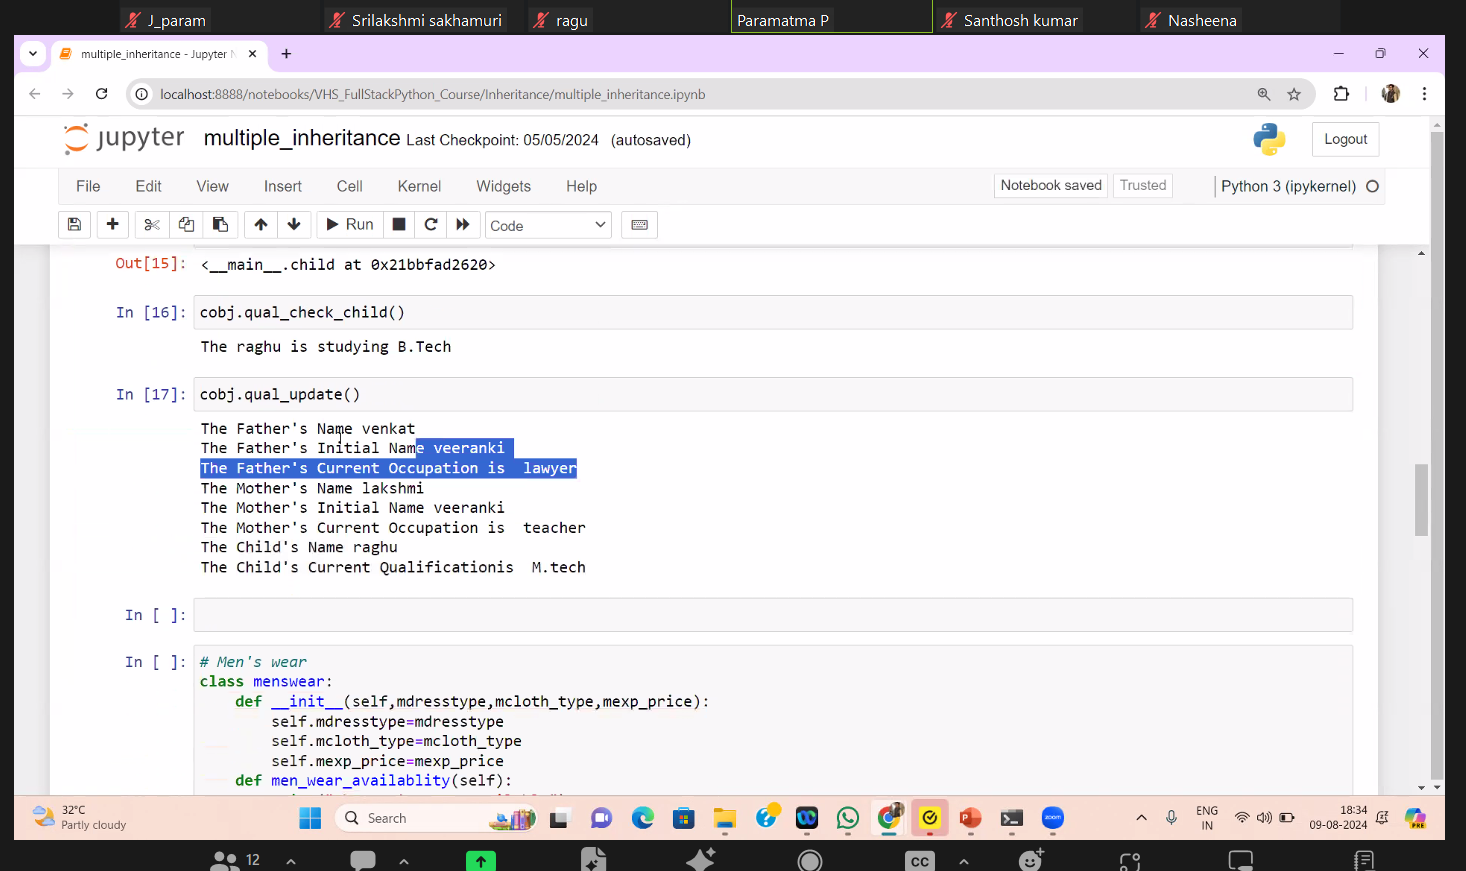 J_param
Srilakshmi sakhamuri
ragu
Paramatma P
Santhosh kumar
Nasheena
multiple_inheritance - Jupyter N
localhost:8888/notebooks/VHS_FullStackPython_Course/Inheritance/multiple_inheritance.ipynb
jupyter multiple_inheritance Last Checkpoint: 05/05/2024 (autosaved)
Logout
File Edit View Insert Cell Kernel Widgets Help
Notebook saved Trusted Python 3 (ipykernel)
Run Code
Out[15]: <__main__.child at 0x21bbfad2620>
In [16]: cobj.qual_check_child()
The raghu is studying B.Tech
In [17]: cobj.qual_update()
The Father's Name venkat
The Father's Initial Name veeranki
The Father's Current Occupation is  lawyer
The Mother's Name lakshmi
The Mother's Initial Name veeranki
The Mother's Current Occupation is  teacher
The Child's Name raghu
The Child's Current Qualificationis  M.tech
In [ ]:
In [ ]: # Men's wear
class menswear:
    def __init__(self,mdresstype,mcloth_type,mexp_price):
        self.mdresstype=mdresstype
        self.mcloth_type=mcloth_type
        self.mexp_price=mexp_price
    def men_wear_availablity(self):
32°C
Partly cloudy
Search
zoom
PRE
ENG
IN
18:34
09-08-2024
12
CC